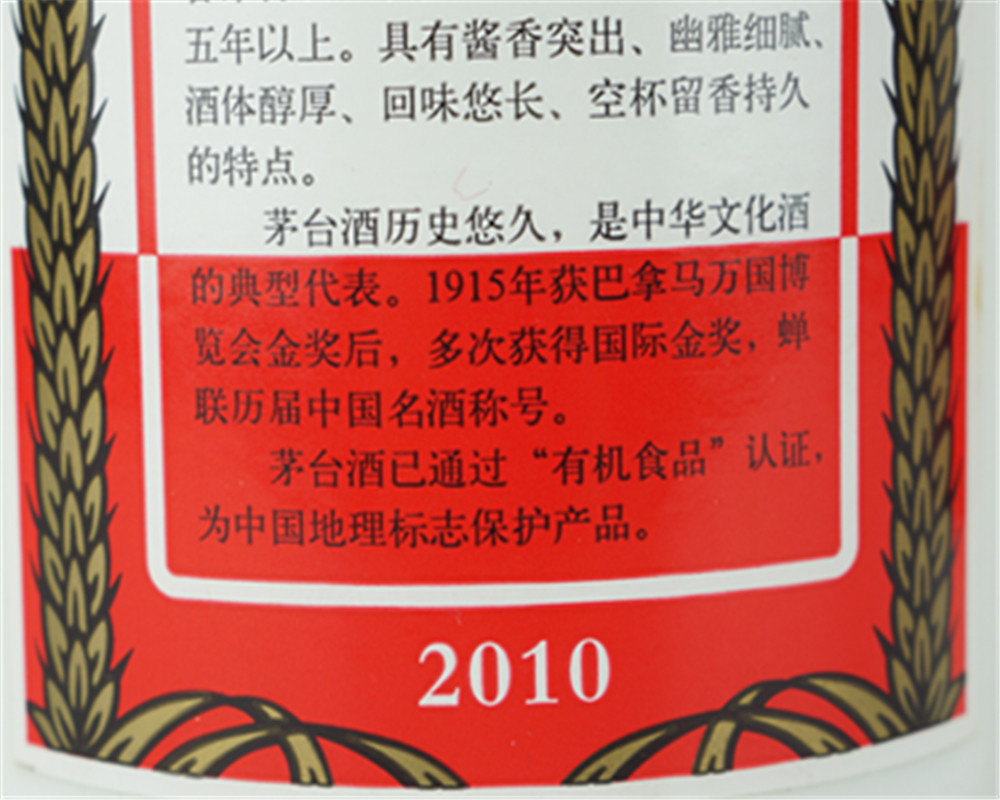 五年以上。具有酱香突出、幽雅细腻、
酒体醇厚、回味悠长、空杯留香持久
的特点。
茅台酒历史悠久，是中华文化酒
的典型代表。1915年获巴拿马万国博
览会金奖后，多次获得国际金奖，蝉
联历届中国名酒称号。
茅台酒已通过“有机食品”认证，
为中国地理标志保护产品。
2010